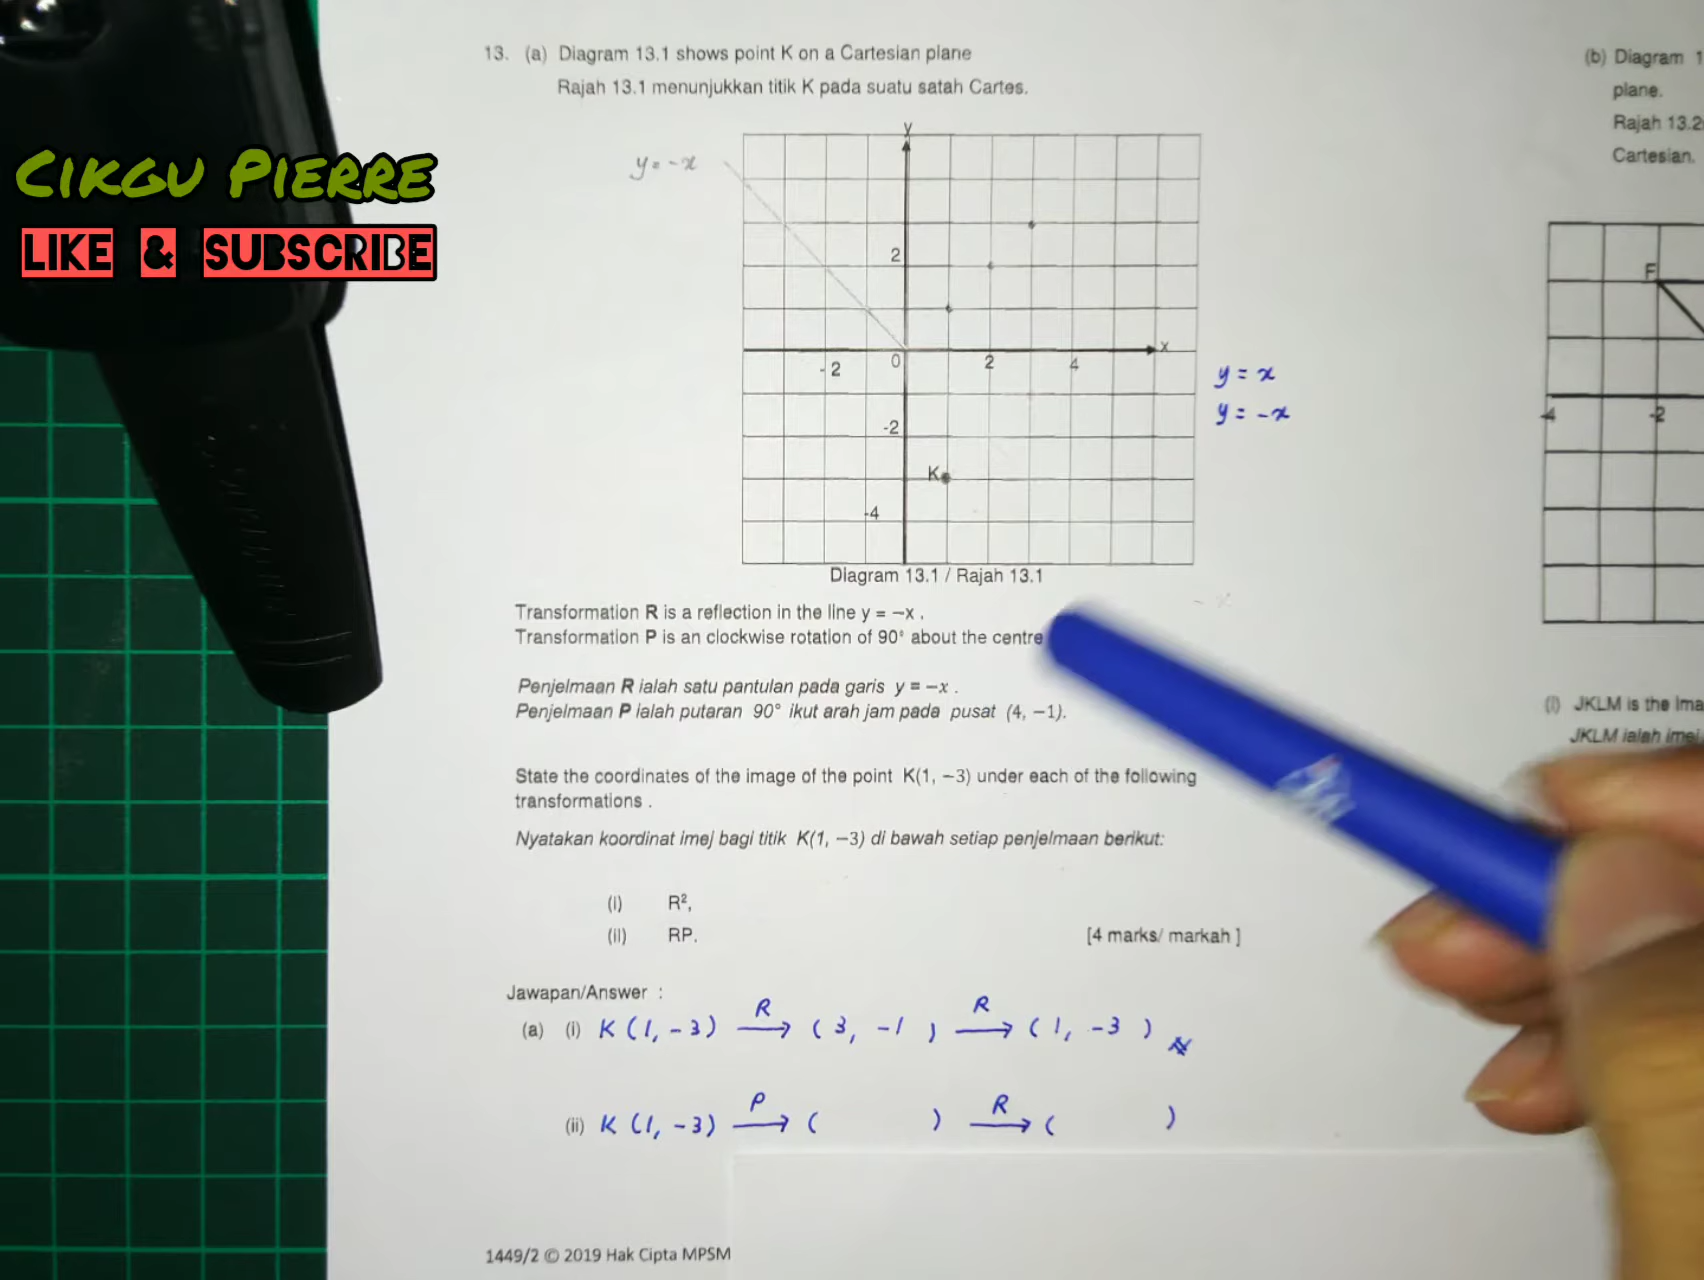 CIKGU PIERRE
LIKE & SUBSCRIBE
13. (a) Diagram 13.1 shows point K on a Cartesian plane
Rajah 13.1 menunjukkan titik K pada suatu satah Cartes.
y = -x
y
2
-2
0
2
4
x
-2
K
-4
y = x
y = -x
Diagram 13.1 / Rajah 13.1
Transformation R is a reflection in the line y = −x .
Transformation P is an clockwise rotation of 90° about the centre
Penjelmaan R ialah satu pantulan pada garis y = −x .
Penjelmaan P ialah putaran 90° ikut arah jam pada pusat (4, −1).
State the coordinates of the image of the point K(1, −3) under each of the following
transformations .
Nyatakan koordinat imej bagi titik K(1, −3) di bawah setiap penjelmaan berikut:
(i) R²,
(ii) RP.
[4 marks/ markah ]
Jawapan/Answer :
(a) (i) K (1, -3) R → (3, -1) R → (1, -3)
(ii) K (1, -3) P → ( ) R → ( )
1449/2 © 2019 Hak Cipta MPSM
(b) Diagram 1
plane.
Rajah 13.2
Cartesian.
F
-4
-2
(i) JKLM is the ima
JKLM ialah imej